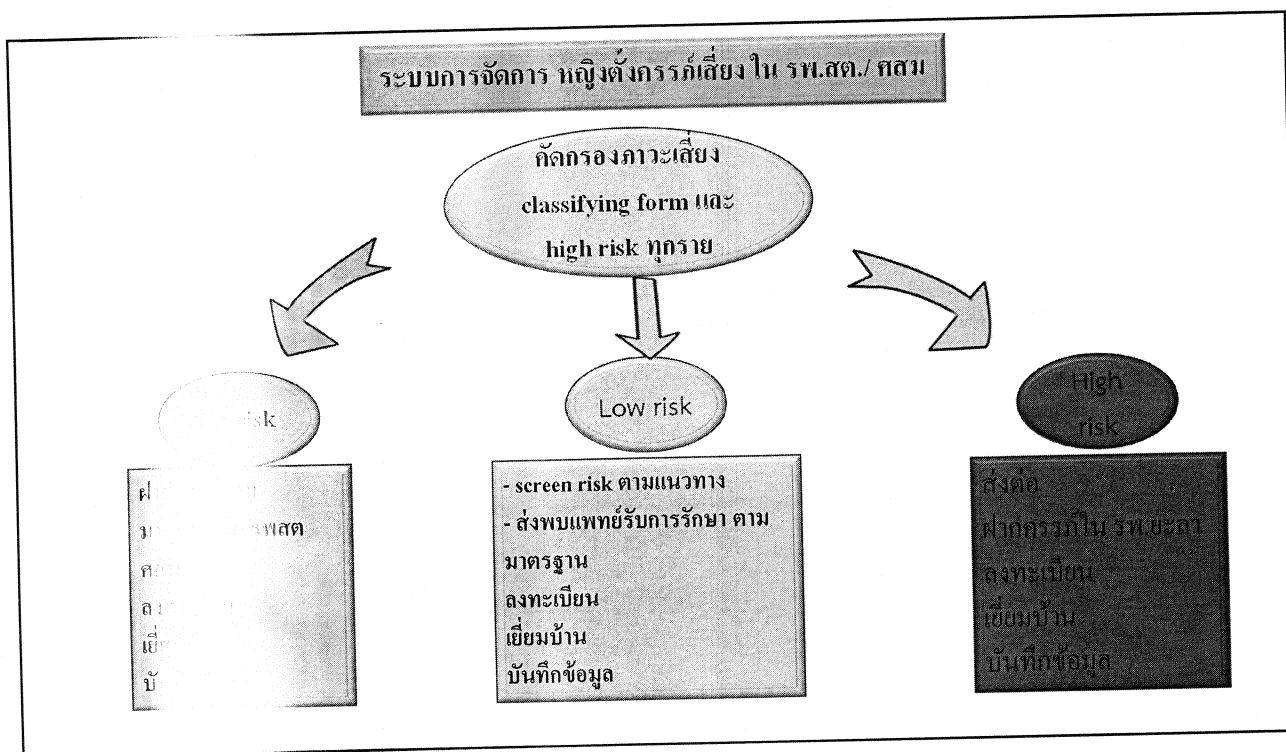 ระบบการจัดการ หญิงตั้งครรภ์เสี่ยง ใน รพ.สต./ ศสม
คัดกรองภาวะเสี่ยง
classifying form และ
high risk ทุกราย
risk
พสต
Low risk
- screen risk ตามแนวทาง
- ส่งพบแพทย์รับการรักษา ตาม
มาตรฐาน
ลงทะเบียน
เยี่ยมบ้าน
บันทึกข้อมูล
High
risk
ส่งต่อ
ฝากครรภ์ใน รพ.ยะลา
ลงทะเบียน
เยี่ยมบ้าน
บันทึกข้อมูล